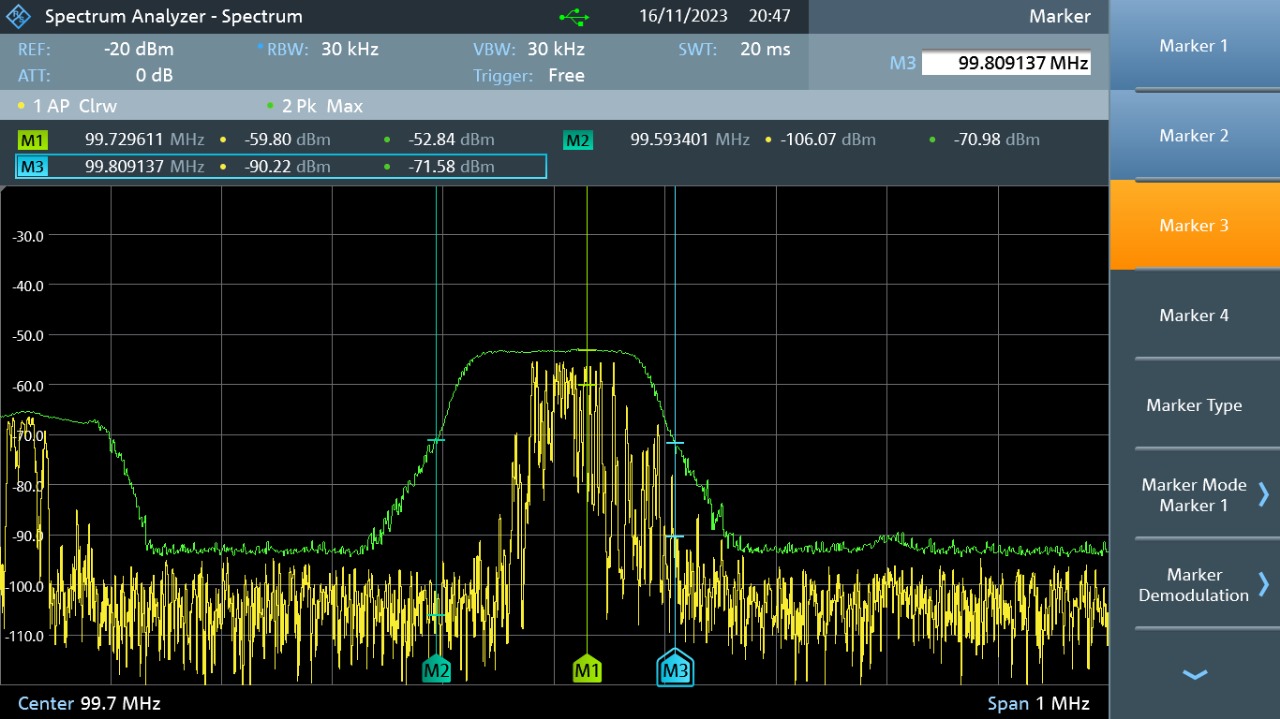 Spectrum Analyzer - Spectrum 16/11/2023 20:47 Marker
REF: -20 dBm RBW: 30 kHz VBW: 30 kHz SWT: 20 ms
M3 99.809137 MHz
ATT: 0 dB Trigger: Free
1 AP Clrw 2 Pk Max
M1 99.729611 MHz -59.80 dBm -52.84 dBm M2 99.593401 MHz -106.07 dBm -70.98 dBm
M3 99.809137 MHz -90.22 dBm -71.58 dBm
-30.0
-40.0
-50.0
-60.0
-70.0
-80.0
-90.0
-100.0
-110.0
M2 M1 M3
Center 99.7 MHz Span 1 MHz
Marker 1
Marker 2
Marker 3
Marker 4
Marker Type
Marker Mode
Marker 1
Marker
Demodulation